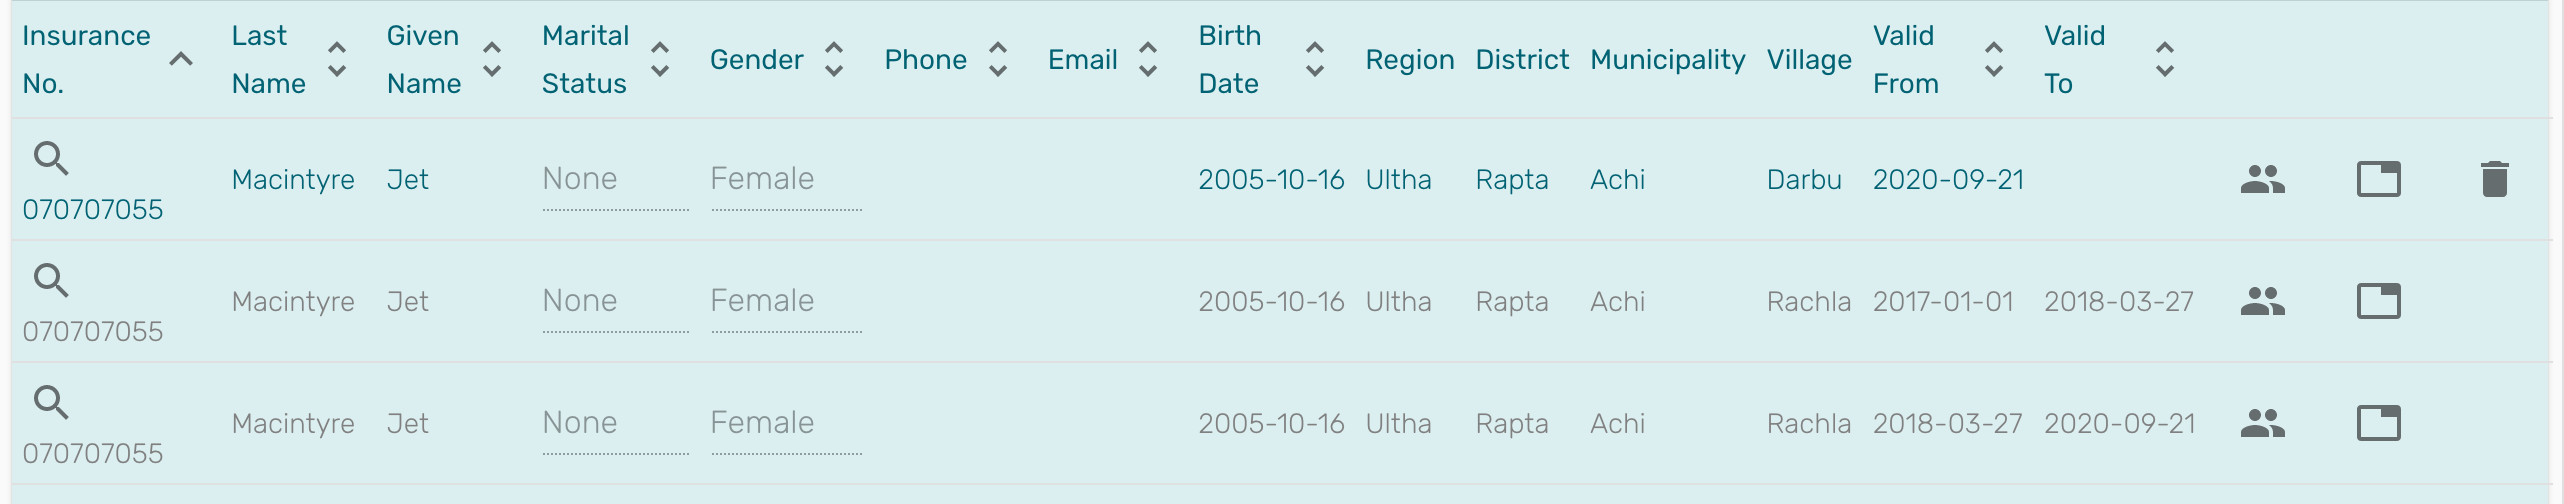 Insurance No. Last Name Given Name Marital Status Gender Phone Email Birth Date Region District Municipality Village Valid From Valid To
070707055 Macintyre Jet None Female 2005-10-16 Ultha Rapta Achi Darbu 2020-09-21
070707055 Macintyre Jet None Female 2005-10-16 Ultha Rapta Achi Rachla 2017-01-01 2018-03-27
070707055 Macintyre Jet None Female 2005-10-16 Ultha Rapta Achi Rachla 2018-03-27 2020-09-21